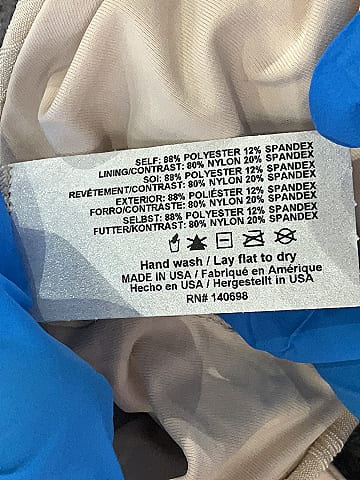 SELF: 88% POLYESTER 12% SPANDEX
LINING/CONTRAST: 80% NYLON 20% SPANDEX
SOI: 88% POLYESTER 12% SPANDEX
REVÊTEMENT/CONTRAST: 80% NYLON 20% SPANDEX
EXTERIOR: 88% POLIÉSTER 12% SPANDEX
FORRO/CONTRASTE: 80% NYLON 20% SPANDEX
SELBST: 88% POLYESTER 12% SPANDEX
FUTTER/KONTRAST: 80% NYLON 20% SPANDEX
Hand wash / Lay flat to dry
MADE IN USA / Fabriqué en Amérique
Hecho en USA / Hergestellt in USA
RN# 140698